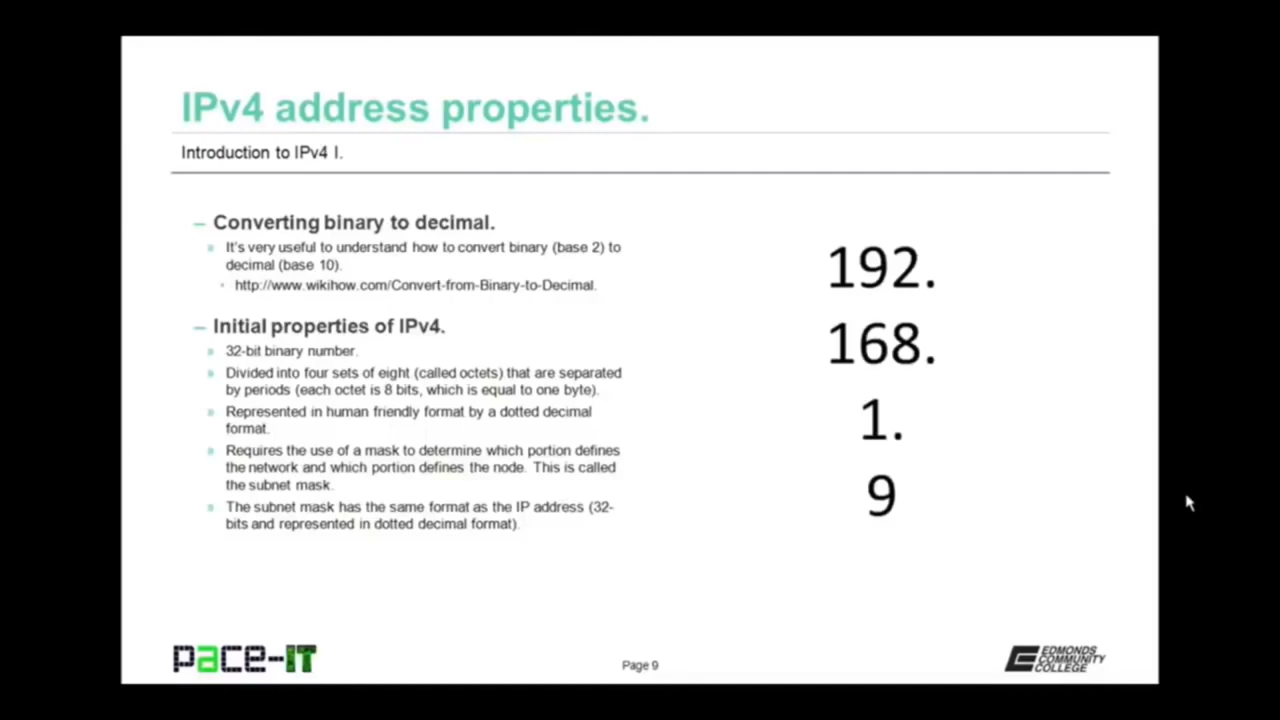 IPv4 address properties.
Introduction to IPv4 I.
– Converting binary to decimal.
» It's very useful to understand how to convert binary (base 2) to
decimal (base 10).
• http://www.wikihow.com/Convert-from-Binary-to-Decimal.
– Initial properties of IPv4.
» 32-bit binary number.
» Divided into four sets of eight (called octets) that are separated
by periods (each octet is 8 bits, which is equal to one byte).
» Represented in human friendly format by a dotted decimal
format.
» Requires the use of a mask to determine which portion defines
the network and which portion defines the node. This is called
the subnet mask.
» The subnet mask has the same format as the IP address (32-
bits and represented in dotted decimal format).
192.
168.
1.
9
pace-IT
Page 9
EDMONDS
COMMUNITY
COLLEGE